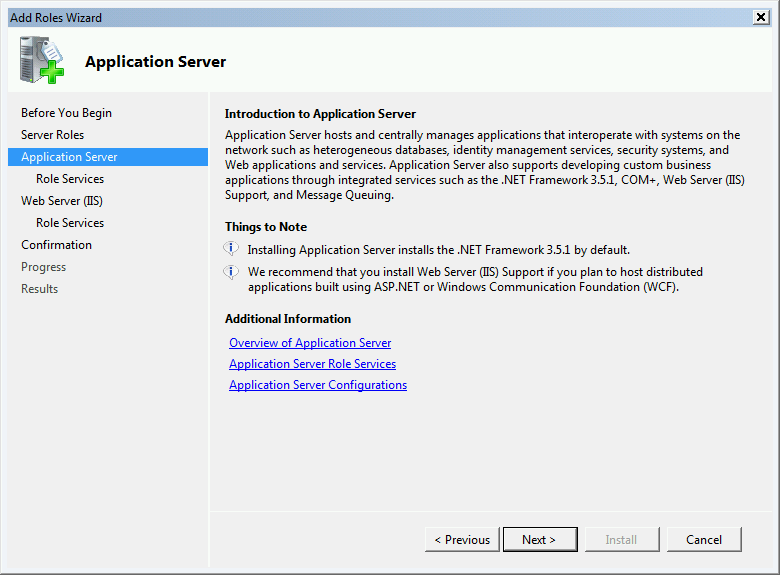 Add Roles Wizard
Application Server
Before You Begin
Server Roles
Application Server
Role Services
Web Server (IIS)
Role Services
Confirmation
Progress
Results
Introduction to Application Server
Application Server hosts and centrally manages applications that interoperate with systems on the
network such as heterogeneous databases, identity management services, security systems, and
Web applications and services. Application Server also supports developing custom business
applications through integrated services such as the .NET Framework 3.5.1, COM+, Web Server (IIS)
Support, and Message Queuing.
Things to Note
Installing Application Server installs the .NET Framework 3.5.1 by default.
We recommend that you install Web Server (IIS) Support if you plan to host distributed
applications built using ASP.NET or Windows Communication Foundation (WCF).
Additional Information
Overview of Application Server
Application Server Role Services
Application Server Configurations
< Previous
Next >
Install
Cancel